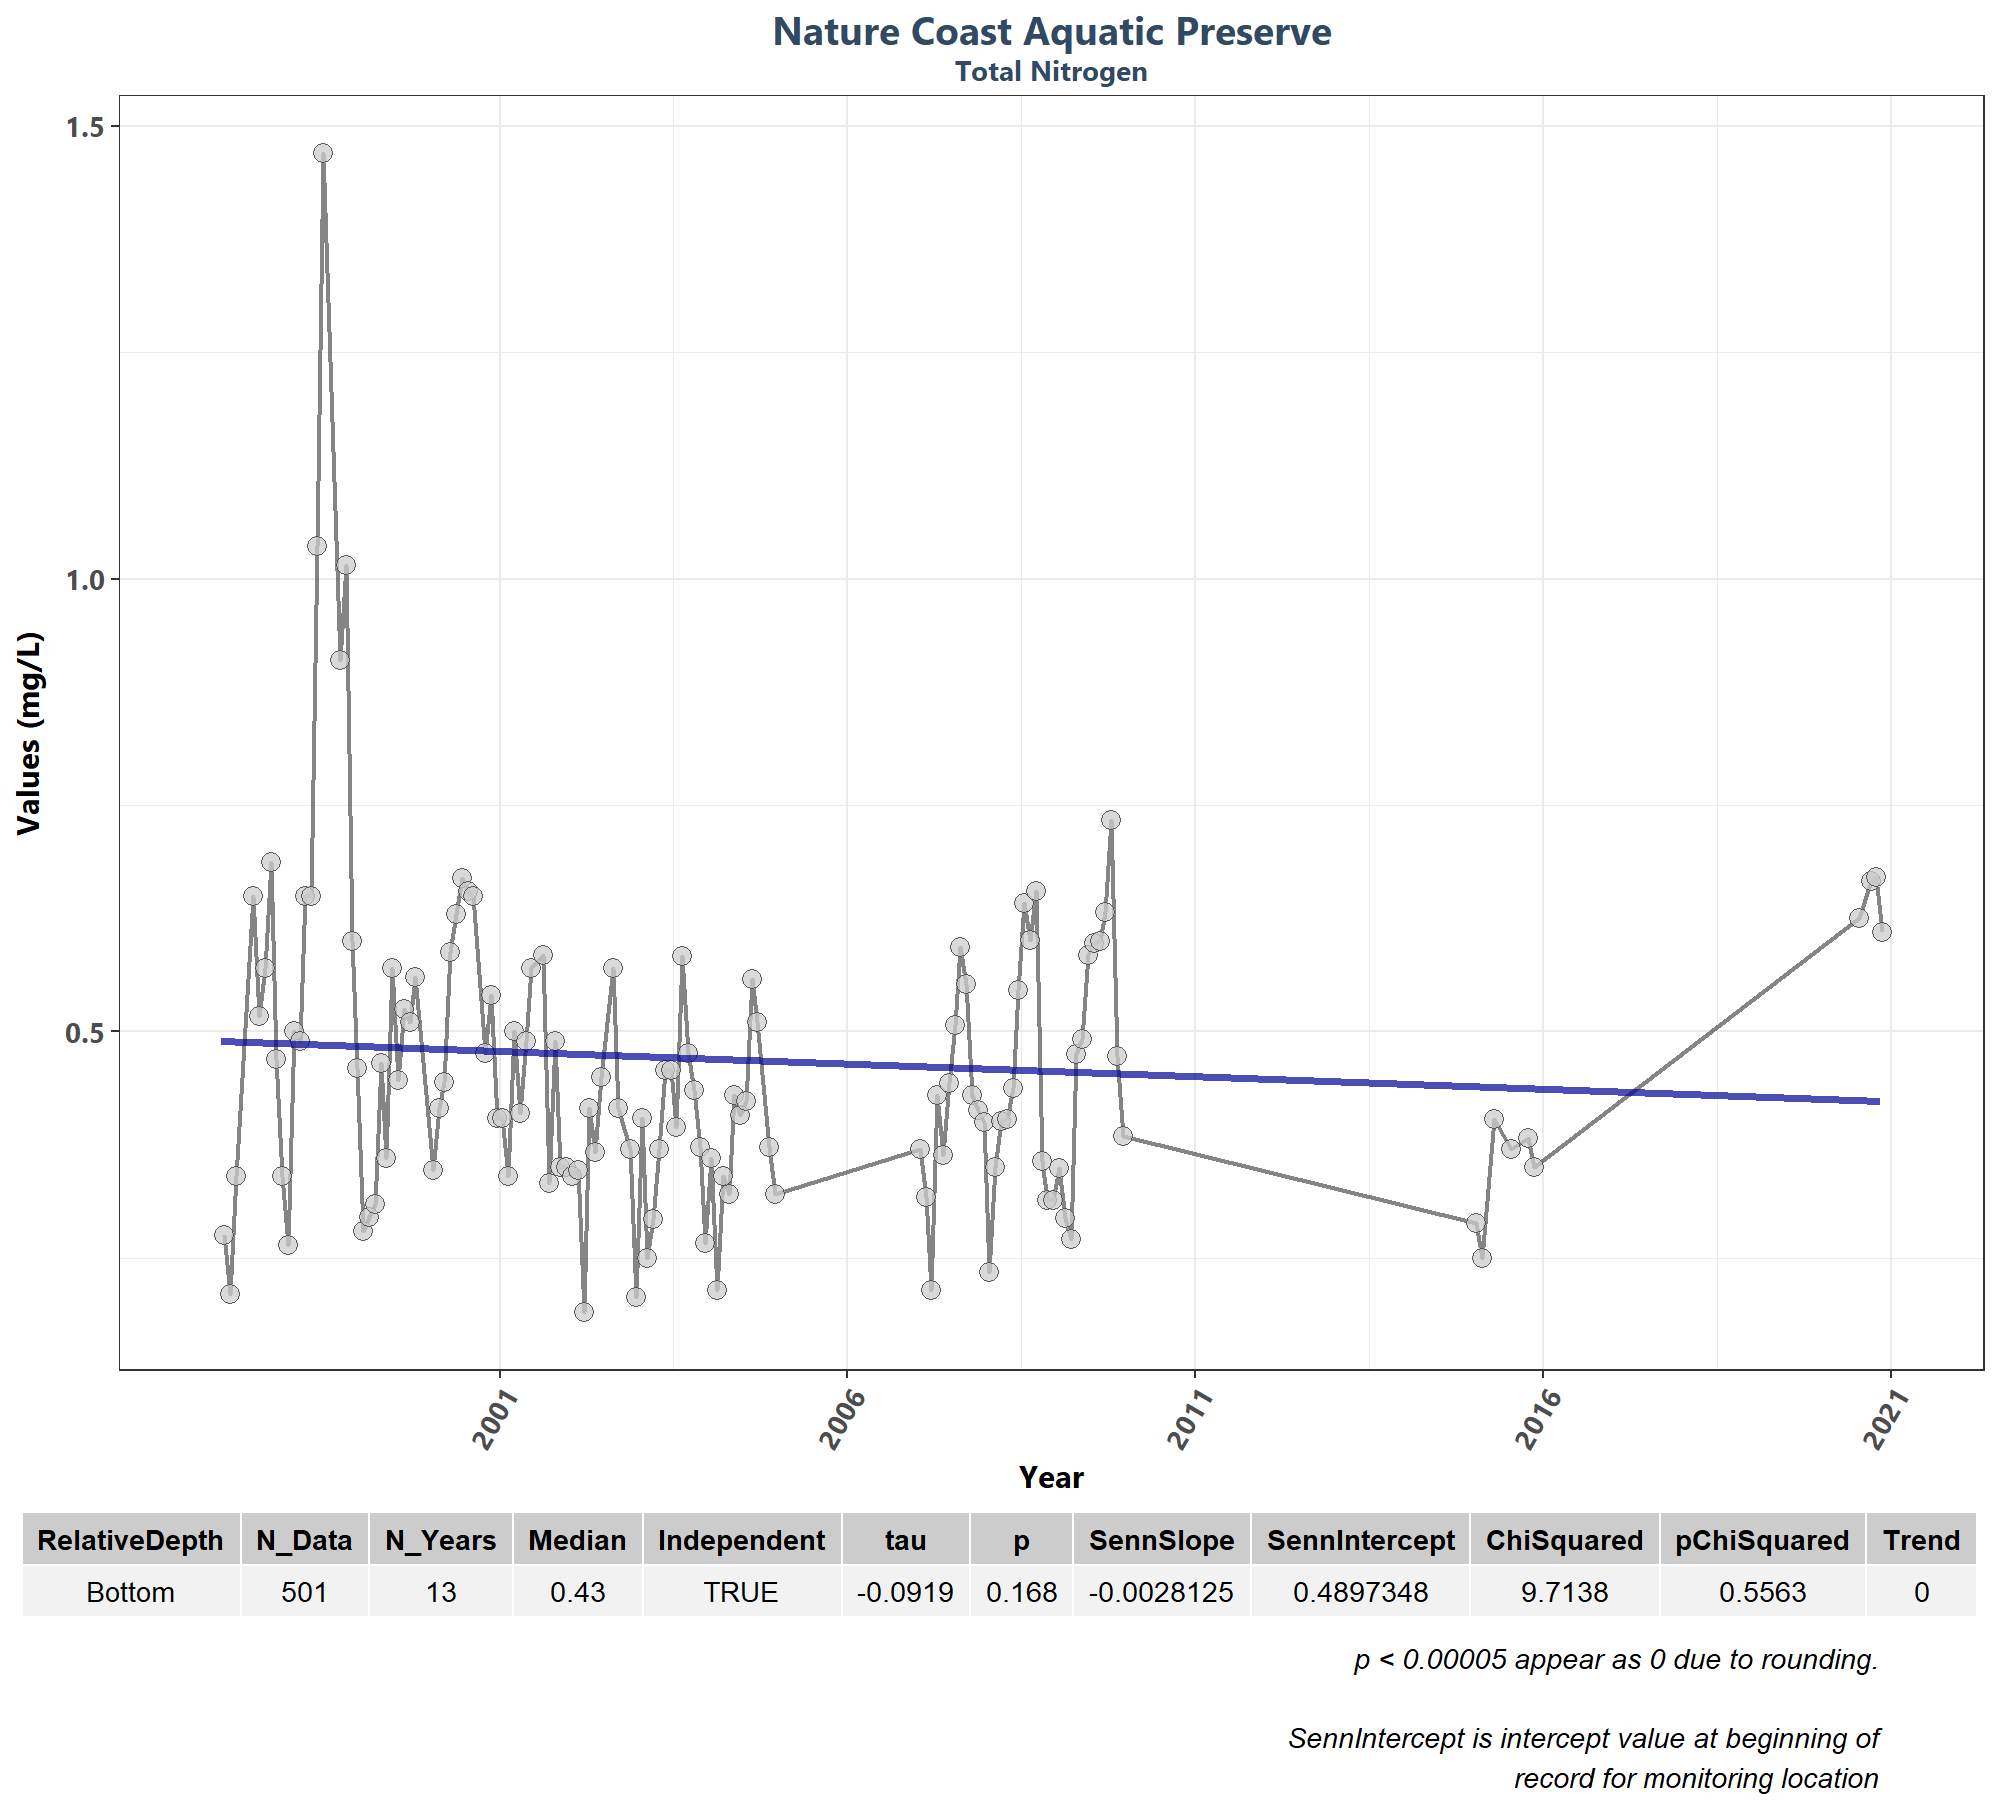 Nature Coast Aquatic Preserve
Total Nitrogen
1.5
1.0
0.5
Values (mg/L)
2001
2006
2011
2016
2021
Year
RelativeDepth N_Data N_Years Median Independent tau p SennSlope SennIntercept ChiSquared pChiSquared Trend
Bottom 501 13 0.43 TRUE -0.0919 0.168 -0.0028125 0.4897348 9.7138 0.5563 0
p < 0.00005 appear as 0 due to rounding.
SennIntercept is intercept value at beginning of
record for monitoring location